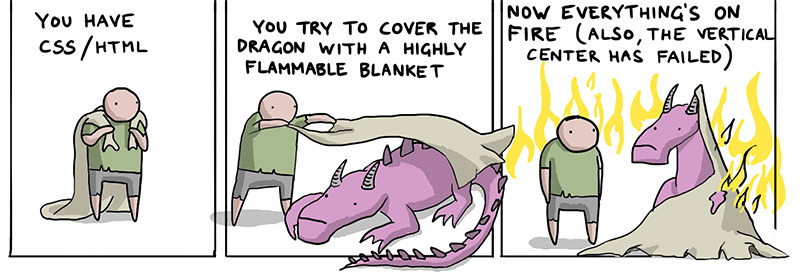 YOU HAVE
CSS/HTML
YOU TRY TO COVER THE
DRAGON WITH A HIGHLY
FLAMMABLE BLANKET
NOW EVERYTHING'S ON
FIRE (ALSO, THE VERTICAL
CENTER HAS FAILED)